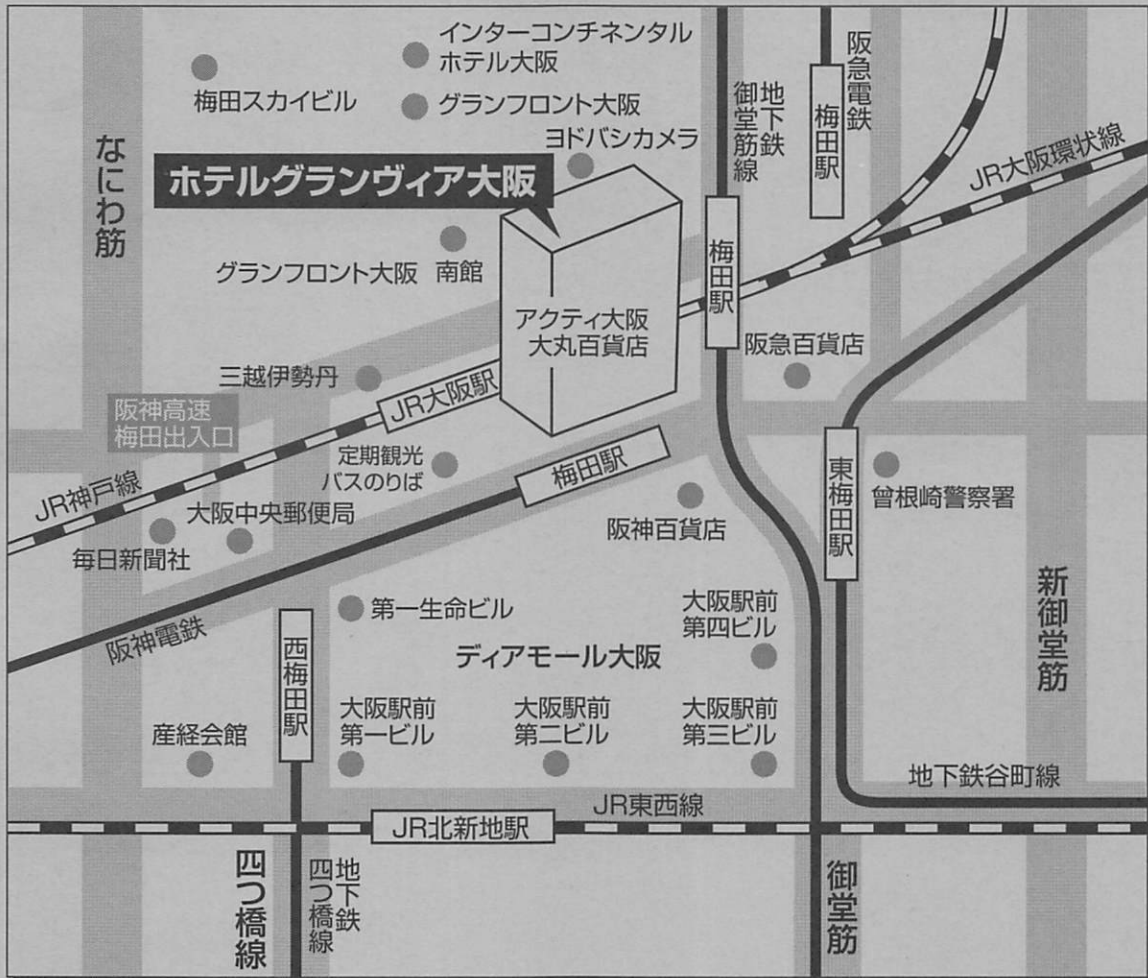 インターコンチネンタル
ホテル大阪
梅田スカイビル
グランフロント大阪
ヨドバシカメラ
地下鉄
御堂筋線
阪急電鉄
梅田駅
JR大阪環状線
なにわ筋
ホテルグランヴィア大阪
グランフロント大阪 南館
梅田駅
アクティ大阪
大丸百貨店
阪急百貨店
三越伊勢丹
JR大阪駅
阪神高速
梅田出入口
定期観光
バスのりば
梅田駅
東梅田駅
曾根崎警察署
JR神戸線
大阪中央郵便局
毎日新聞社
阪神百貨店
阪神電鉄
西梅田駅
第一生命ビル
大阪駅前
第四ビル
ディアモール大阪
新御堂筋
産経会館
大阪駅前
第一ビル
大阪駅前
第二ビル
大阪駅前
第三ビル
地下鉄谷町線
JR東西線
JR北新地駅
四つ橋線
地下鉄
四つ橋線
御堂筋